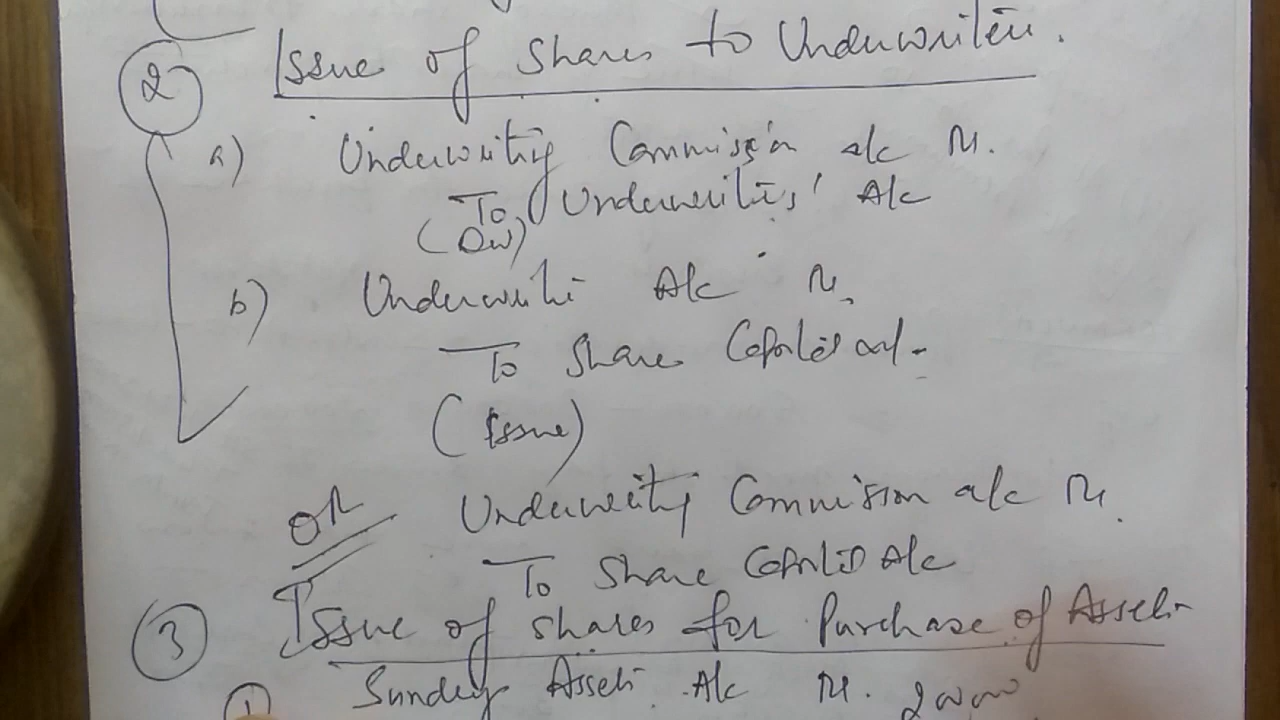 2 Issue of Shares to Underwriters.
a) Underwriting Commission a/c Dr.
To Underwriters' A/c
(Due)
b) Underwriter A/c Dr.
To Share Capital a/c
(Issue)
OR Underwriting Commission a/c Dr.
To Share Capital A/c
3 Issue of shares for Purchase of Assets
1 Sundry Assets A/c Dr.